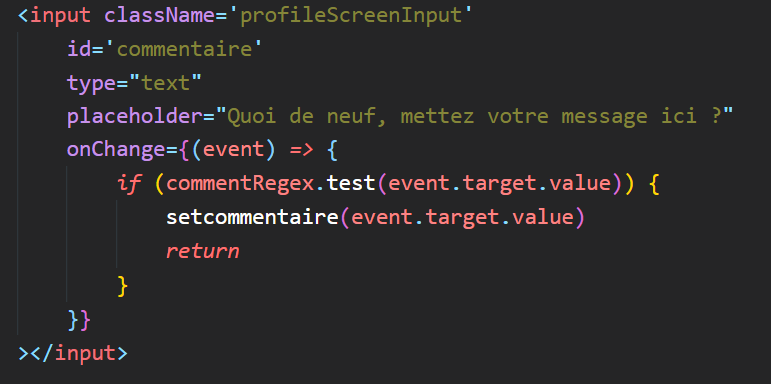 <input className='profileScreenInput'
id='commentaire'
type="text"
placeholder="Quoi de neuf, mettez votre message ici ?"
onChange={(event) => {
if (commentRegex.test(event.target.value)) {
setcommentaire(event.target.value)
return
}
}}
></input>